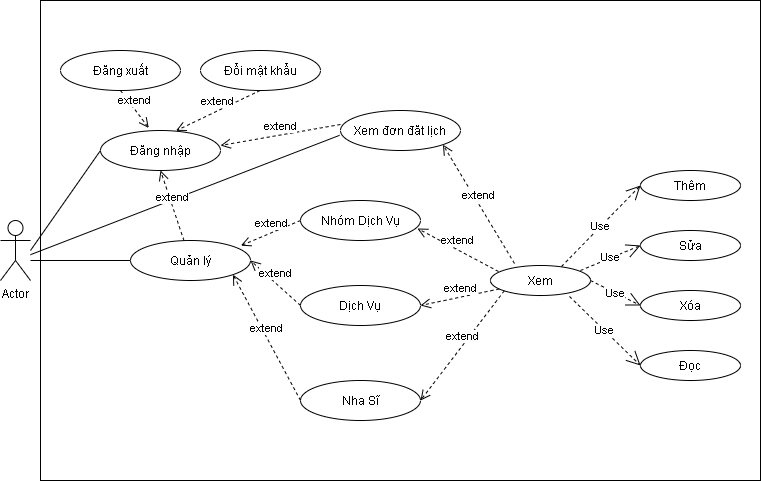 Đăng xuất
Đổi mật khẩu
extend
extend
extend
Xem đơn đặt lịch
Đăng nhập
extend
extend
Thêm
Use
Nhóm Dịch Vụ
extend
extend
Sửa
Use
Quản lý
extend
extend
Xem
Use
Actor
Dịch Vụ
Xóa
extend
extend
Use
Đọc
Nha Sĩ